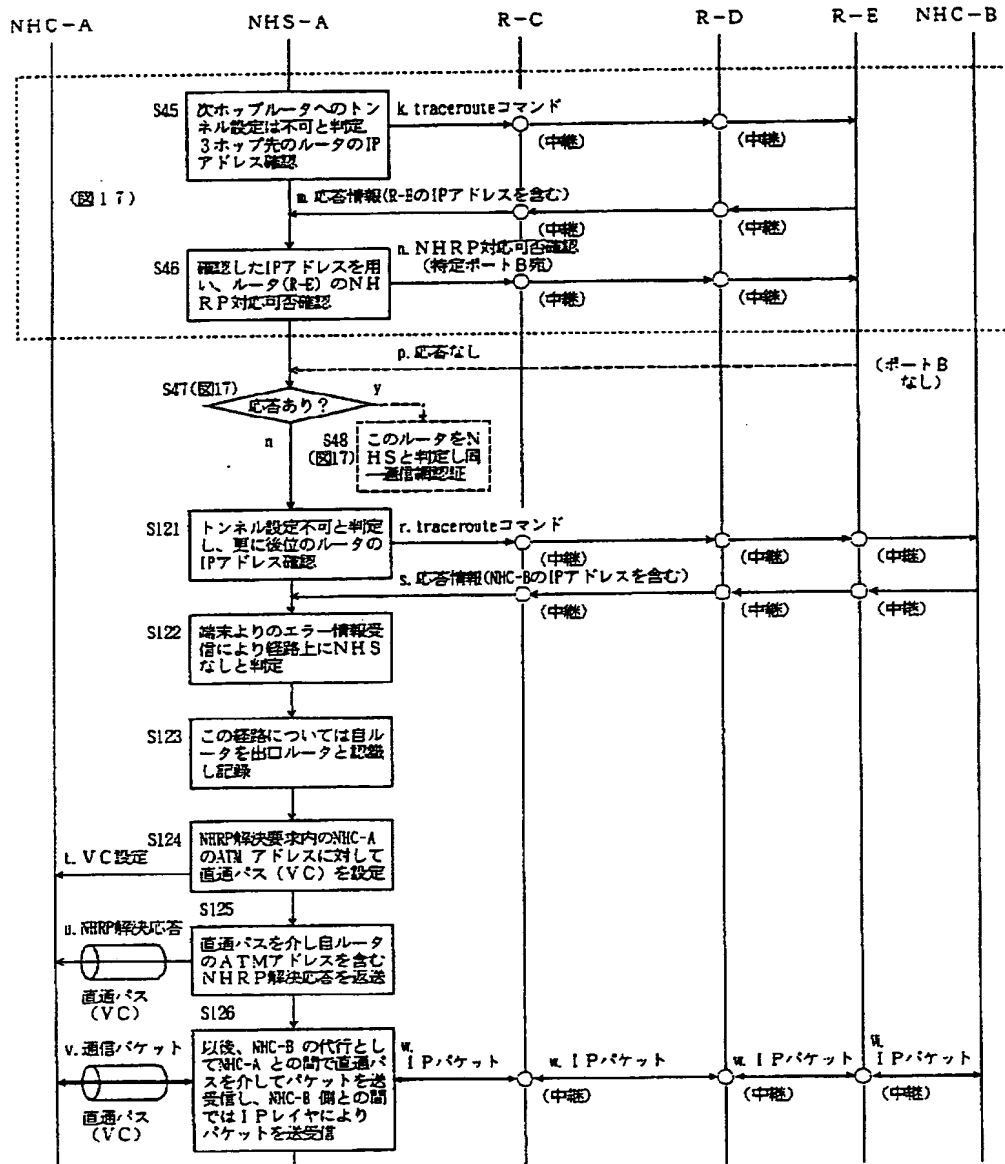 NHC-A NHS-A R-C R-D R-E NHC-B
S45
次ホップルータへのトン
ネル設定は不可と判定
3ホップ先のルータのIP
アドレス確認
k. tracerouteコマンド
(中継) (中継)
(図17)
m. 応答情報(R-EのIPアドレスを含む)
(中継) (中継)
S46
確認したIPアドレスを用
い、ルータ(R-E)のNH
RP対応可否確認
n. NHRP対応可否確認
(特定ポートB宛)
(中継) (中継)
p. 応答なし
(ポートB
なし)
S47(図17)
応答あり?
y
n
S48
(図17)
このルータをN
HSと判定し同
一通信網認証
S121
トンネル設定不可と判定
し、更に後位のルータの
IPアドレス確認
r. tracerouteコマンド
(中継) (中継) (中継)
s. 応答情報(NHC-BのIPアドレスを含む)
(中継) (中継) (中継)
S122
端末よりのエラー情報受
信により経路上にNHS
なしと判定
S123
この経路については自ル
ータを出口ルータと認識
し記録
S124
NHRP解決要求内のNHC-A
のATM アドレスに対して
直通パス(VC)を設定
t. VC設定
S125
直通パスを介し自ルータ
のATMアドレスを含む
NHRP解決応答を返送
u. NHRP解決応答
直通パス
(VC)
S126
以後、NHC-B の代行とし
てNHC-A との間で直通パ
スを介してパケットを送
受信し、NHC-B 側との間
ではIPレイヤにより
パケットを送受信
v. 通信パケット
直通パス
(VC)
w.
IPパケット
w. IPパケット
w. IPパケット
w.
IPパケット
(中継) (中継) (中継)